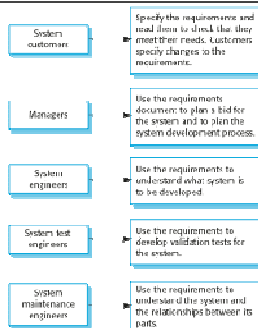 System
customers
Specify the requirements and
read them to check that they
meet their needs. Customers
specify changes to the
requirements.
Managers
Use the requirements
document to plan a bid for
the system and to plan the
system development process.
System
engineers
Use the requirements to
understand what system is
to be developed.
System test
engineers
Use the requirements to
develop validation tests for
the system.
System
maintenance
engineers
Use the requirements to
understand the system and
the relationships between its
parts.